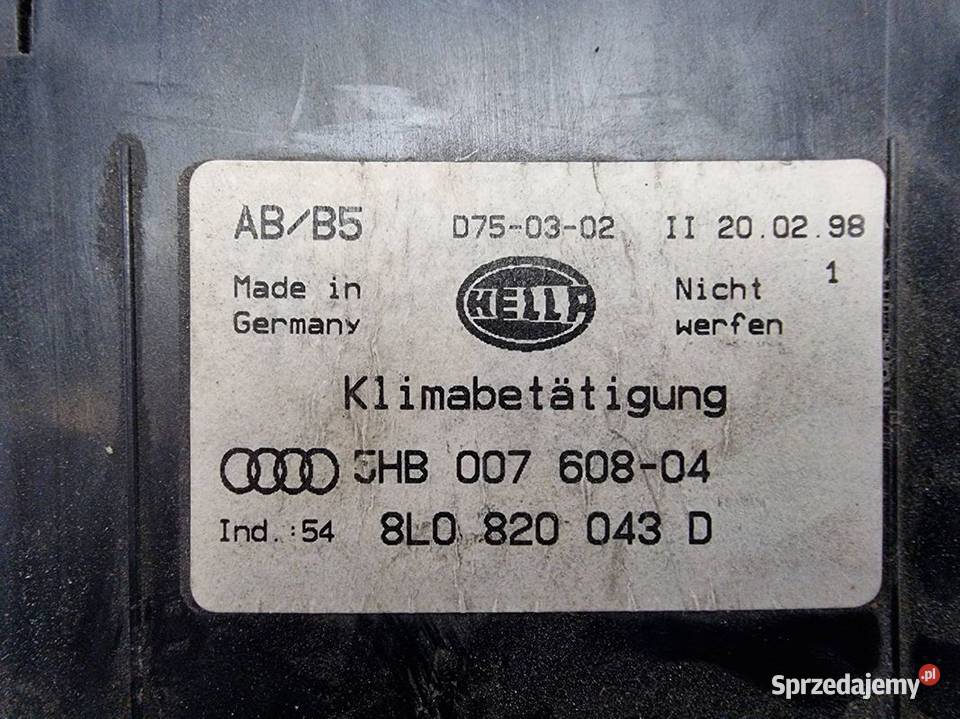 AB/B5 D75-03-02 II 20.02.98
1
Made in
Germany
HELLA
Nicht
werfen
Klimabetätigung
5HB 007 608-04
Ind.:54 8L0 820 043 D
Sprzedajemy.pl